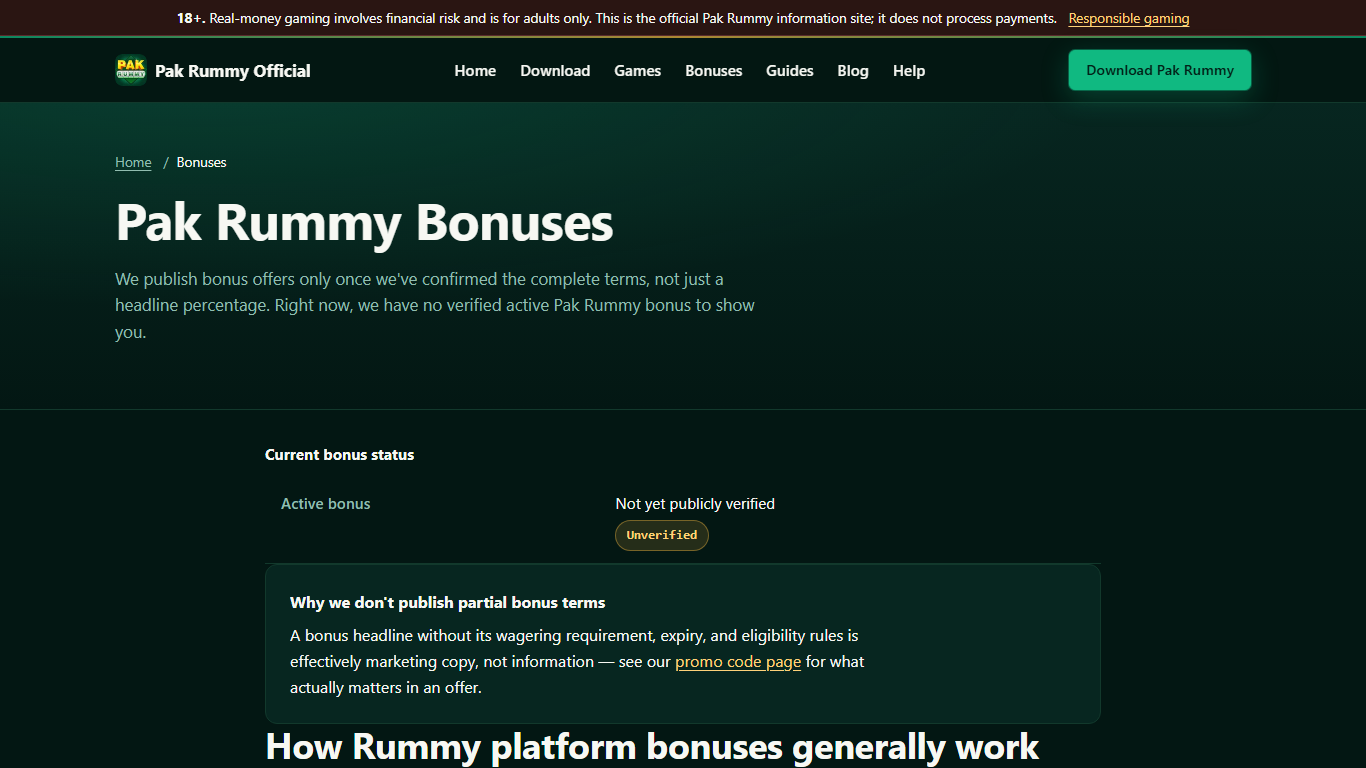 18+. Real-money gaming involves financial risk and is for adults only. This is the official Pak Rummy information site; it does not process payments. Responsible gaming
PAK
RUMMY
Pak Rummy Official
Home Download Games Bonuses Guides Blog Help
Download Pak Rummy
Home / Bonuses
Pak Rummy Bonuses
We publish bonus offers only once we've confirmed the complete terms, not just a
headline percentage. Right now, we have no verified active Pak Rummy bonus to show
you.
Current bonus status
Active bonus Not yet publicly verified
Unverified
Why we don't publish partial bonus terms
A bonus headline without its wagering requirement, expiry, and eligibility rules is
effectively marketing copy, not information — see our promo code page for what
actually matters in an offer.
How Rummy platform bonuses generally work